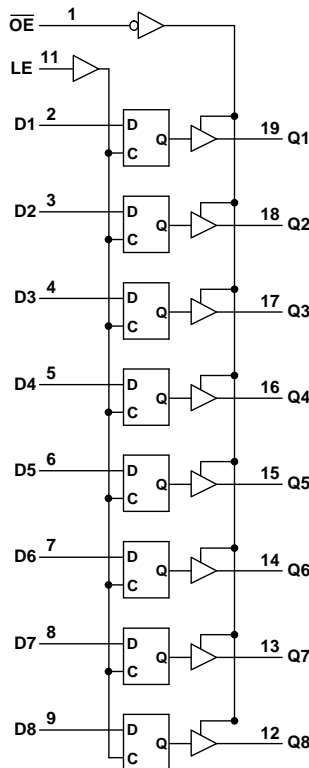 O̅E̅ 1
LE 11
D1 2 D Q C 19 Q1
D2 3 D Q C 18 Q2
D3 4 D Q C 17 Q3
D4 5 D Q C 16 Q4
D5 6 D Q C 15 Q5
D6 7 D Q C 14 Q6
D7 8 D Q C 13 Q7
D8 9 D Q C 12 Q8